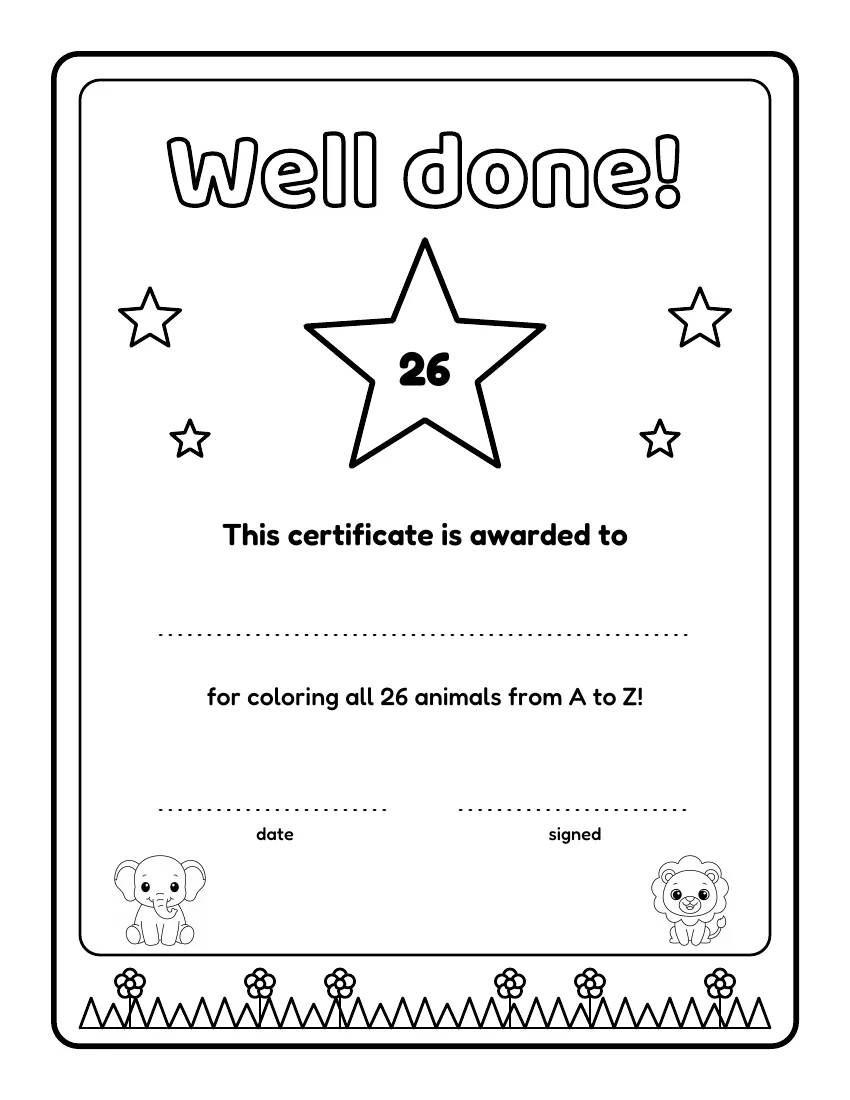 Well done!
26
This certificate is awarded to
for coloring all 26 animals from A to Z!
date
signed